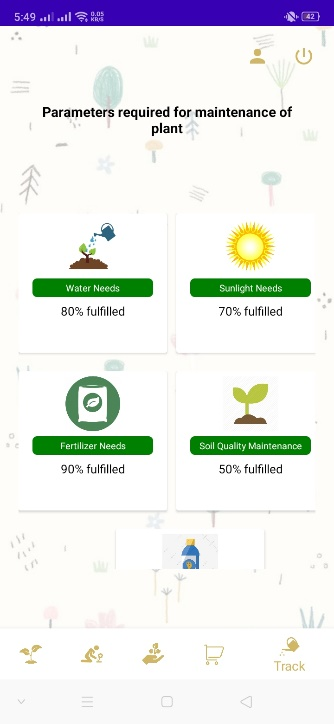 5:49
0.05
KB/S
42
Parameters required for maintenance of
plant
Water Needs
Sunlight Needs
80% fulfilled
70% fulfilled
Fertilizer Needs
Soil Quality Maintenance
90% fulfilled
50% fulfilled
Track